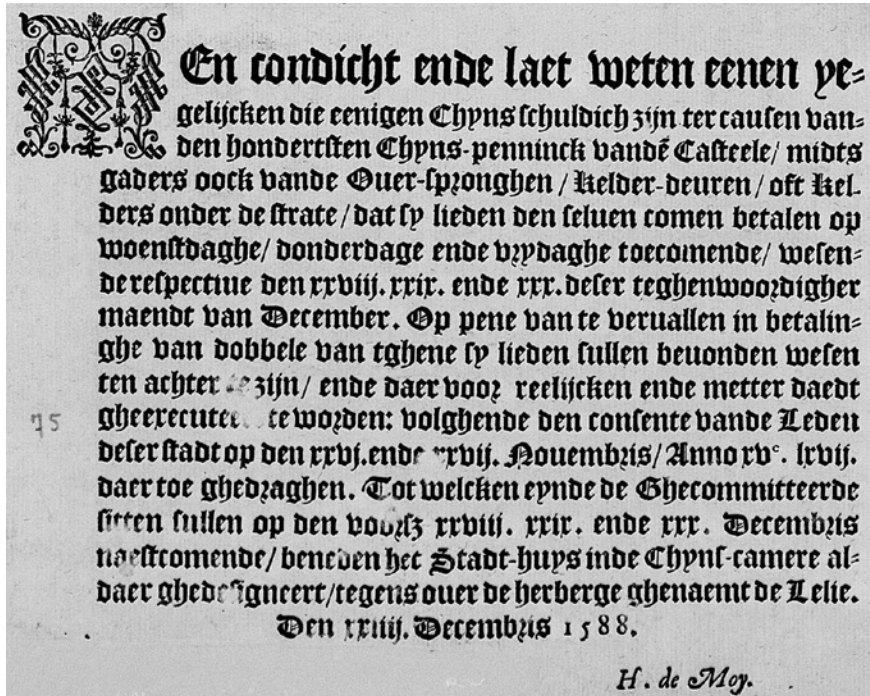 MEn condicht ende laet weten eenen ye-
gelijcken die eenigen Chyns schuldich zijn ter causen van-
den hondertsten Chyns-penninck vandē Casteele/ midts
gaders oock vande Ouer-spronghen / Kelder-deuren / oft Kel-
ders onder de strate / dat sy lieden den seluen comen betalen op
woenstdaghe/ donderdage ende vrydaghe toecomende/ wesen-
de respectiue den xxviij. xxix. ende xxx. deser teghenwoordigher
maendt van December. Op pene van te veruallen in betalin-
ghe van dobbele van tghene sy lieden sullen beuonden wesen
ten achter te zijn/ ende daer voor reelijcken ende metter daedt
te worden: volghende den consente vande Leden
75
deser stadt op den xxvj. ende xxvij. Nouembris/ Anno xvᶜ. lxvij.
daer toe ghedraghen. Tot welcken eynde de Ghecommitteerde
sitten sullen op den voorsz xxviij. xxix. ende xxx. Decembris
naestcomende/ beneden het Stadt-huys inde Chyns-camere al-
daer ghedesigneert/tegens ouer de herberge ghenaemt de Lelie.
Den xxiiij. Decembris 1588.
H. de Moy.